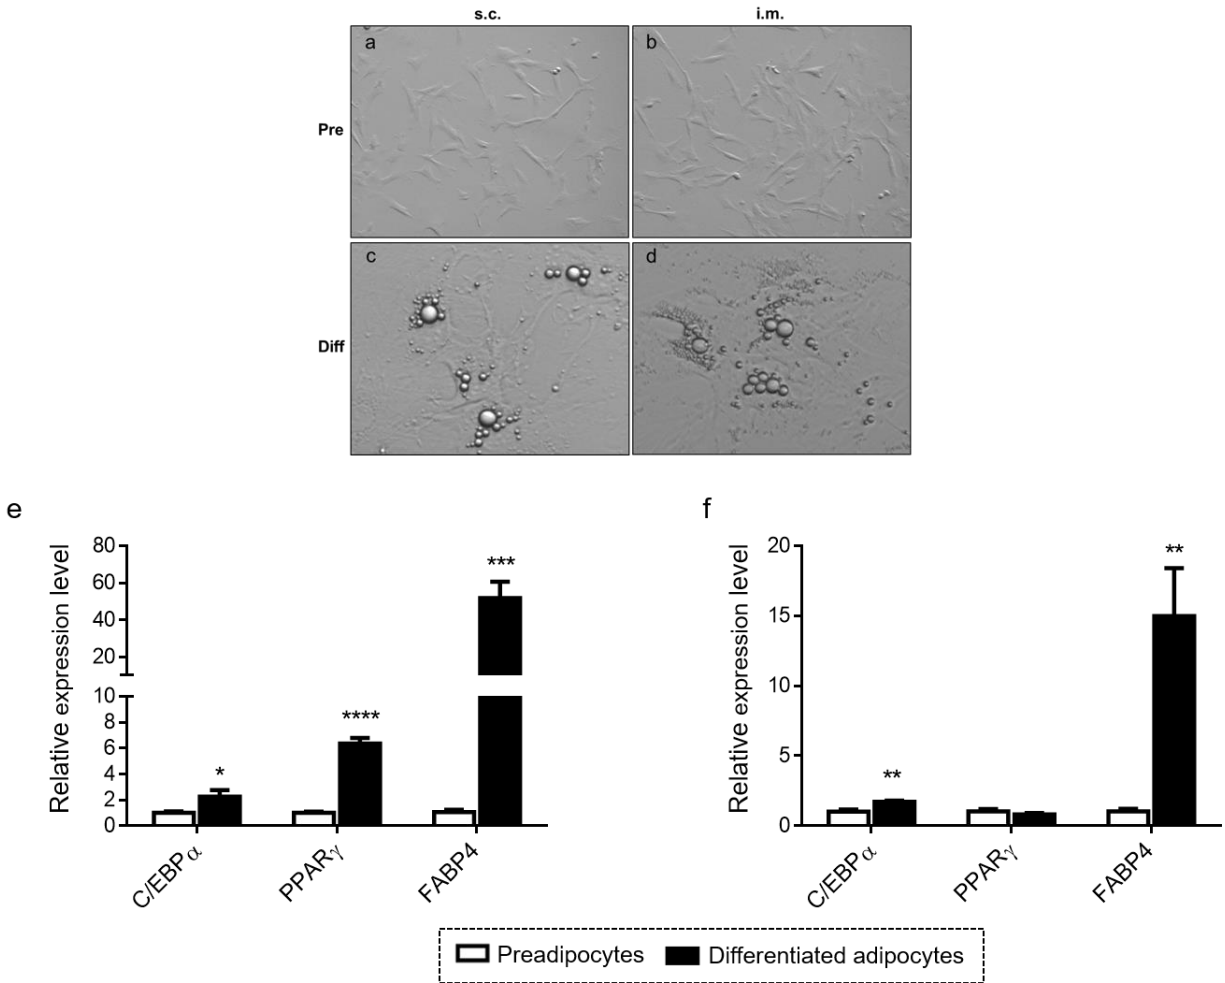 s.c.
i.m.
a
b
Pre
c
d
Diff
e
Relative expression level
80
60
40
20
10
8
6
4
2
0
*
****
***
C/EBPα
PPARγ
FABP4
f
Relative expression level
20
15
10
5
0
**
**
C/EBPα
PPARγ
FABP4
Preadipocytes
Differentiated adipocytes